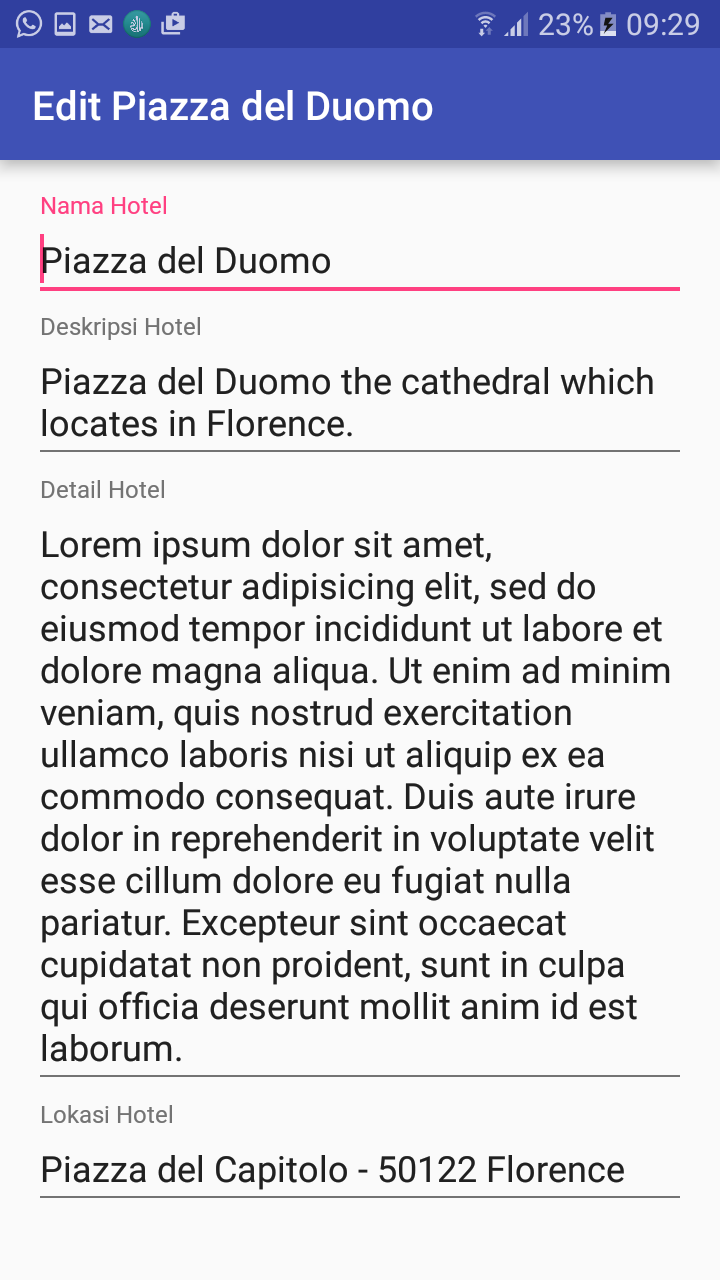 23% 09:29
Edit Piazza del Duomo
Nama Hotel
Piazza del Duomo
Deskripsi Hotel
Piazza del Duomo the cathedral which
locates in Florence.
Detail Hotel
Lorem ipsum dolor sit amet,
consectetur adipisicing elit, sed do
eiusmod tempor incididunt ut labore et
dolore magna aliqua. Ut enim ad minim
veniam, quis nostrud exercitation
ullamco laboris nisi ut aliquip ex ea
commodo consequat. Duis aute irure
dolor in reprehenderit in voluptate velit
esse cillum dolore eu fugiat nulla
pariatur. Excepteur sint occaecat
cupidatat non proident, sunt in culpa
qui officia deserunt mollit anim id est
laborum.
Lokasi Hotel
Piazza del Capitolo - 50122 Florence